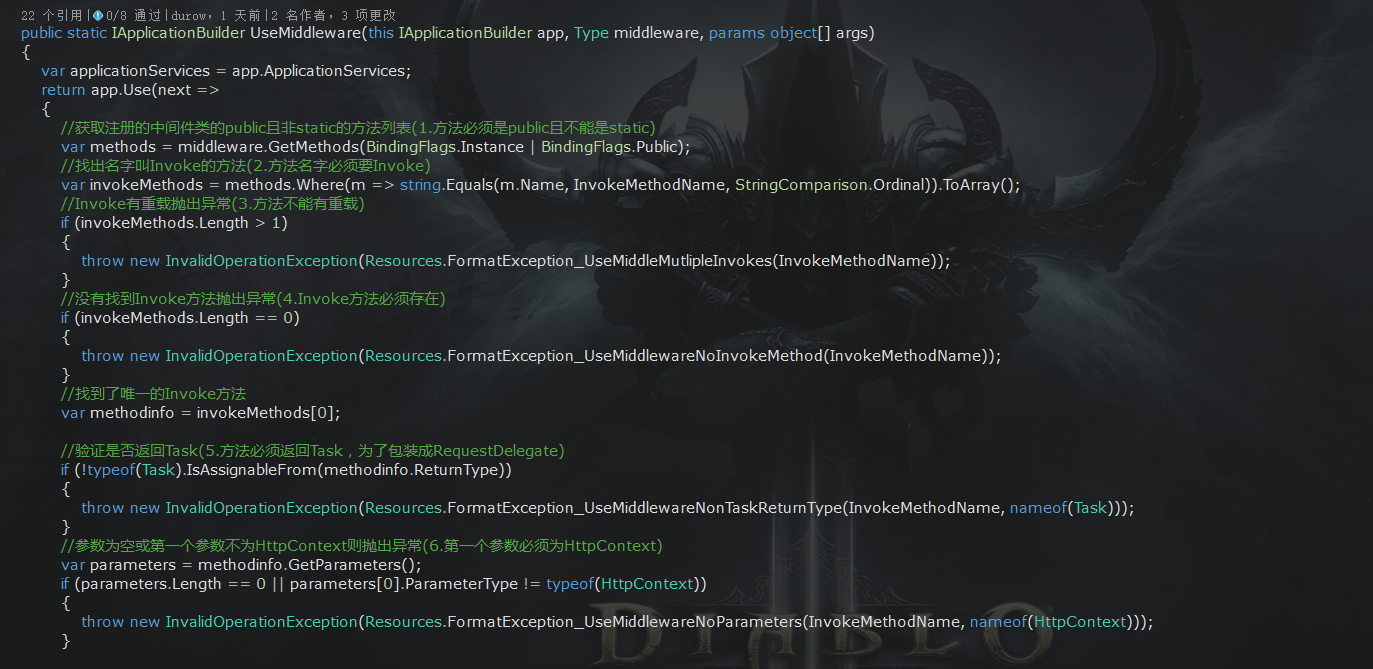 22 个引用|0/8 通过|durow，1 天前|2 名作者，3 项更改
public static IApplicationBuilder UseMiddleware(this IApplicationBuilder app, Type middleware, params object[] args)
{
var applicationServices = app.ApplicationServices;
return app.Use(next =>
{
//获取注册的中间件类的public且非static的方法列表(1.方法必须是public且不能是static)
var methods = middleware.GetMethods(BindingFlags.Instance | BindingFlags.Public);
//找出名字叫Invoke的方法(2.方法名字必须要Invoke)
var invokeMethods = methods.Where(m => string.Equals(m.Name, InvokeMethodName, StringComparison.Ordinal)).ToArray();
//Invoke有重载抛出异常(3.方法不能有重载)
if (invokeMethods.Length > 1)
{
throw new InvalidOperationException(Resources.FormatException_UseMiddleMutlipleInvokes(InvokeMethodName));
}
//没有找到Invoke方法抛出异常(4.Invoke方法必须存在)
if (invokeMethods.Length == 0)
{
throw new InvalidOperationException(Resources.FormatException_UseMiddlewareNoInvokeMethod(InvokeMethodName));
}
//找到了唯一的Invoke方法
var methodinfo = invokeMethods[0];
//验证是否返回Task(5.方法必须返回Task，为了包装成RequestDelegate)
if (!typeof(Task).IsAssignableFrom(methodinfo.ReturnType))
{
throw new InvalidOperationException(Resources.FormatException_UseMiddlewareNonTaskReturnType(InvokeMethodName, nameof(Task)));
}
//参数为空或第一个参数不为HttpContext则抛出异常(6.第一个参数必须为HttpContext)
var parameters = methodinfo.GetParameters();
if (parameters.Length == 0 || parameters[0].ParameterType != typeof(HttpContext))
{
throw new InvalidOperationException(Resources.FormatException_UseMiddlewareNoParameters(InvokeMethodName, nameof(HttpContext)));
}
DIABLO